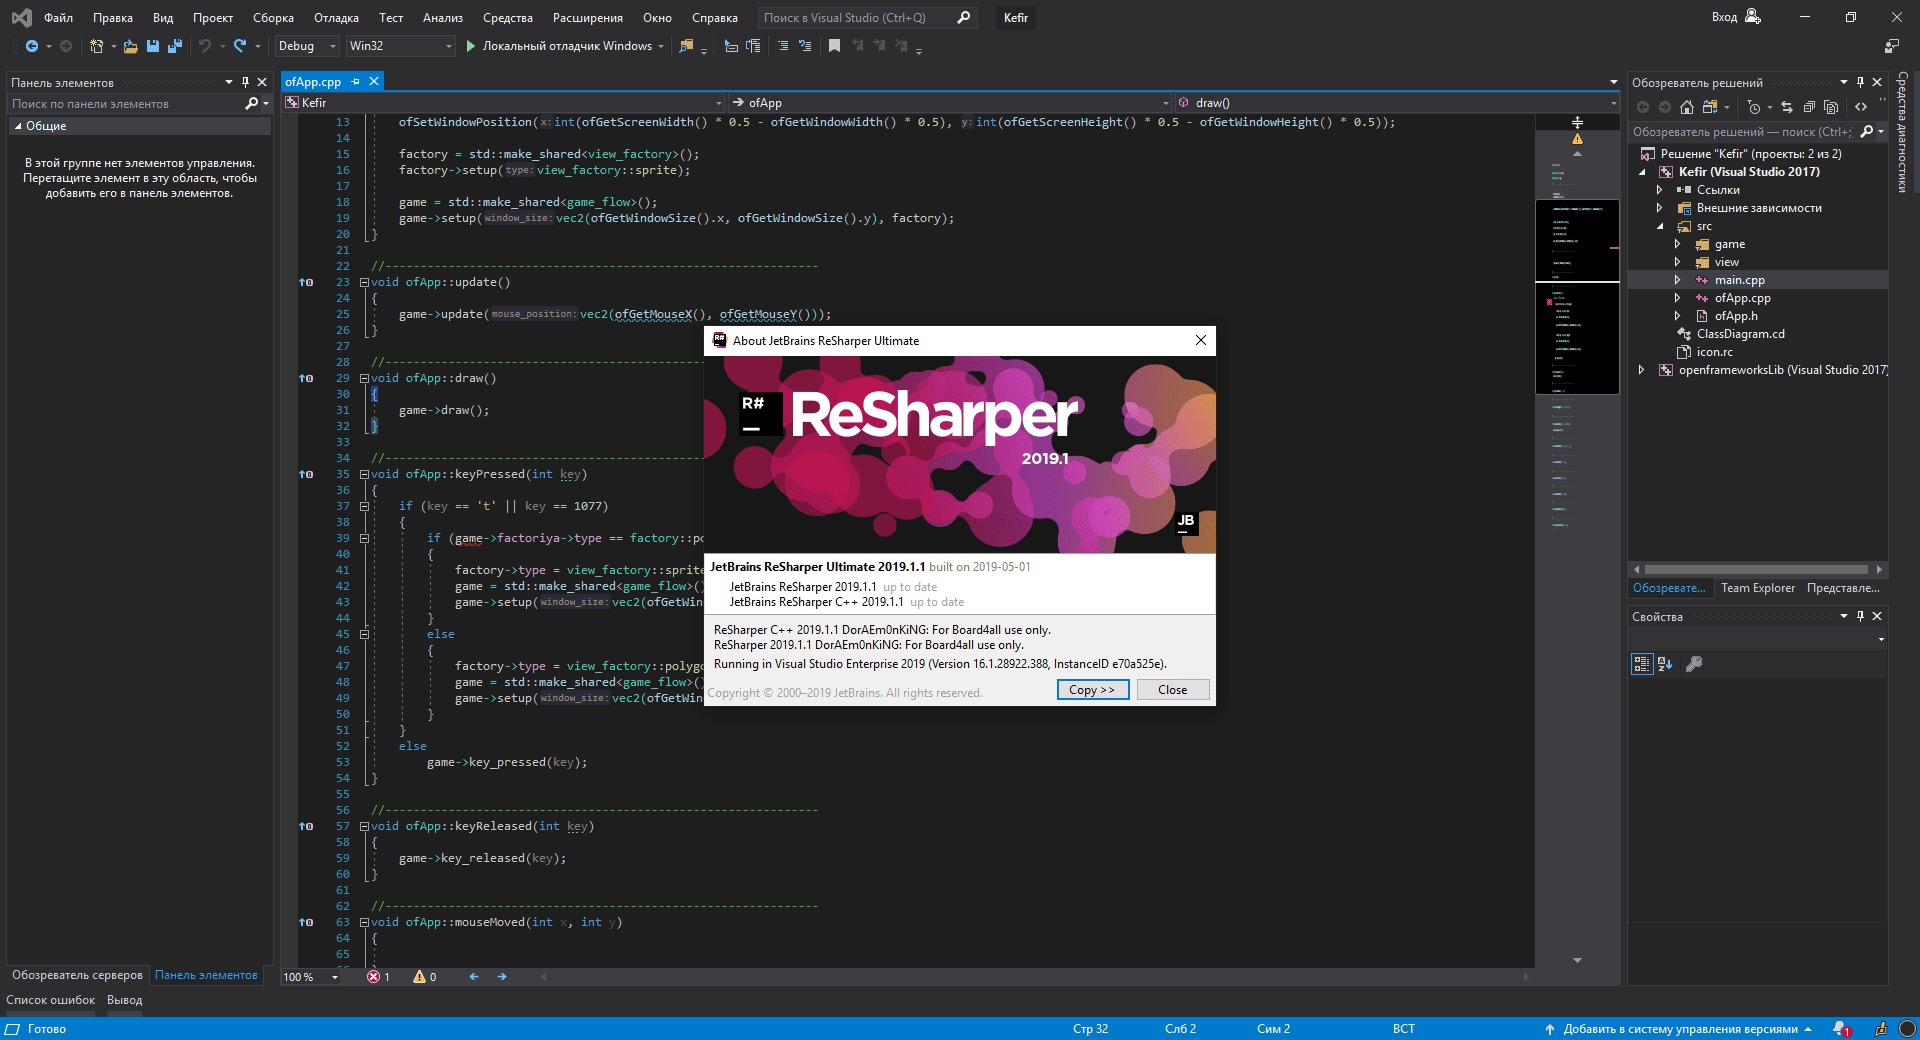 Файл Правка Вид Проект Сборка Отладка Тест Анализ Средства Расширения Окно Справка Поиск в Visual Studio (Ctrl+Q) Kefir Вход
Debug Win32 Локальный отладчик Windows
Панель элементов
Поиск по панели элементов
Общие
В этой группе нет элементов управления.
Перетащите элемент в эту область, чтобы
добавить его в панель элементов.
Обозреватель серверов Панель элементов
Список ошибок Вывод
ofApp.cpp
Kefir ofApp draw()
13 ofSetWindowPosition(x:int(ofGetScreenWidth() * 0.5 - ofGetWindowWidth() * 0.5), y:int(ofGetScreenHeight() * 0.5 - ofGetWindowHeight() * 0.5));
14
15 factory = std::make_shared<view_factory>();
16 factory->setup(type:view_factory::sprite);
17
18 game = std::make_shared<game_flow>();
19 game->setup(window_size:vec2(ofGetWindowSize().x, ofGetWindowSize().y), factory);
20 }
21
22 //--------------------------------------------------------------
23 void ofApp::update()
24 {
25 game->update(mouse_position:vec2(ofGetMouseX(), ofGetMouseY()));
26 }
27
28 //----------------------------------------------
29 void ofApp::draw()
30 {
31 game->draw();
32 }
33
34 //----------------------------------------------
35 void ofApp::keyPressed(int key)
36 {
37 if (key == 't' || key == 1077)
38 {
39 if (game->factoriya->type == factory::po
40 {
41 factory->type = view_factory::sprite
42 game = std::make_shared<game_flow>()
43 game->setup(window_size:vec2(ofGetWin
44 }
45 else
46 {
47 factory->type = view_factory::polygo
48 game = std::make_shared<game_flow>()
49 game->setup(window_size:vec2(ofGetWin
50 }
51 }
52 else
53 game->key_pressed(key);
54 }
55
56 //--------------------------------------------------------------
57 void ofApp::keyReleased(int key)
58 {
59 game->key_released(key);
60 }
61
62 //--------------------------------------------------------------
63 void ofApp::mouseMoved(int x, int y)
64 {
65
100 % 1 0
About JetBrains ReSharper Ultimate
R# ReSharper
2019.1
JB
JetBrains ReSharper Ultimate 2019.1.1 built on 2019-05-01
JetBrains ReSharper 2019.1.1 up to date
JetBrains ReSharper C++ 2019.1.1 up to date
ReSharper C++ 2019.1.1 DorAEm0nKiNG: For Board4all use only.
ReSharper 2019.1.1 DorAEm0nKiNG: For Board4all use only.
Running in Visual Studio Enterprise 2019 (Version 16.1.28922.388, InstanceID e70a525e).
Copyright © 2000–2019 JetBrains. All rights reserved.
Copy >> Close
Обозреватель решений
Обозреватель решений — поиск (Ctrl+;
Решение "Kefir" (проекты: 2 из 2)
Kefir (Visual Studio 2017)
Ссылки
Внешние зависимости
src
game
view
main.cpp
ofApp.cpp
ofApp.h
ClassDiagram.cd
icon.rc
openframeworksLib (Visual Studio 2017)
Обозревате... Team Explorer Представле...
Свойства
Средства диагностики
Готово Стр 32 Слб 2 Сим 2 ВСТ Добавить в систему управления версиями 1